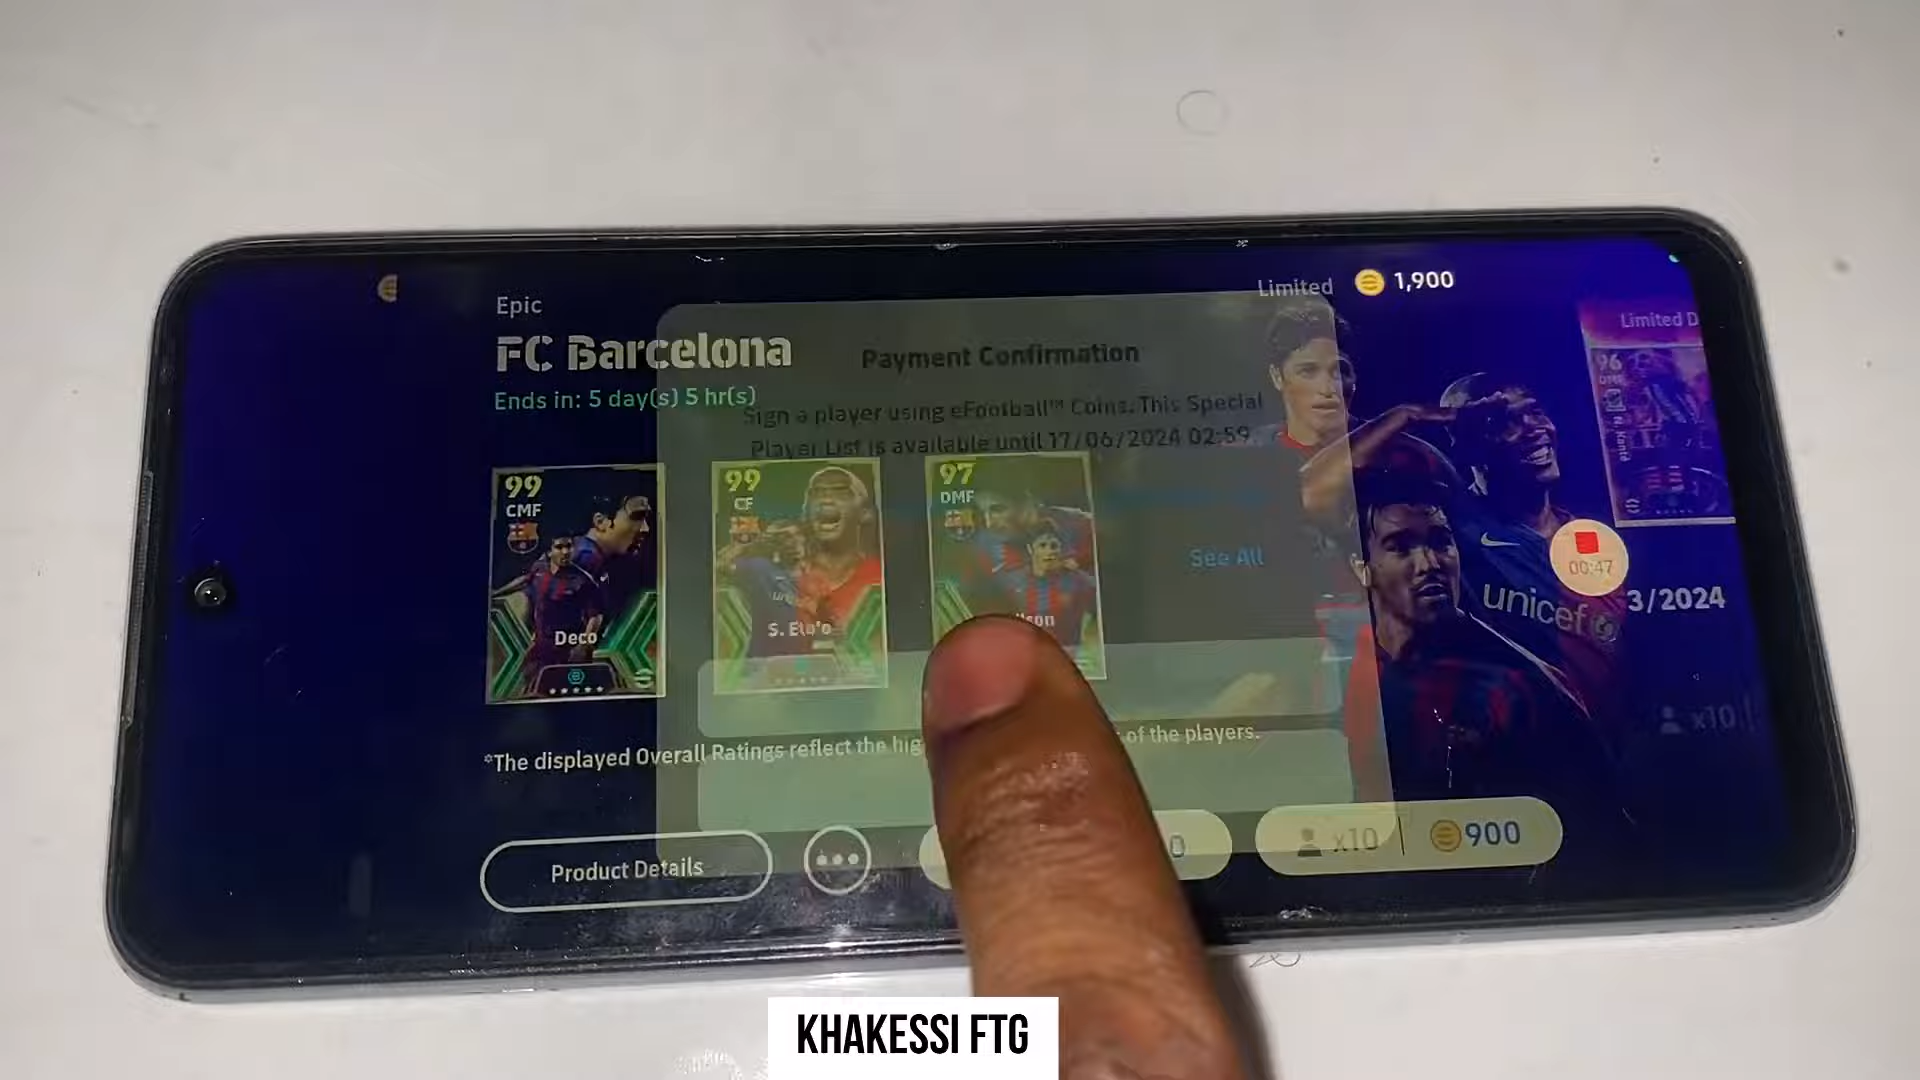 Epic
FC Barcelona
Ends in: 5 day(s) 5 hr(s)
Limited
1,900
Payment Confirmation
Sign a player using eFootball™ Coins. This Special
Player List is available until 17/06/2024 02:59.
99
CMF
Deco
99
CF
S. Eto'o
97
DMF
See All
unicef
Limited D
96
DMF
N. Kanté
00:47
3/2024
x10
*The displayed Overall Ratings reflect the hig
of the players.
Product Details
0
x10
900
KHAKESSI FTG